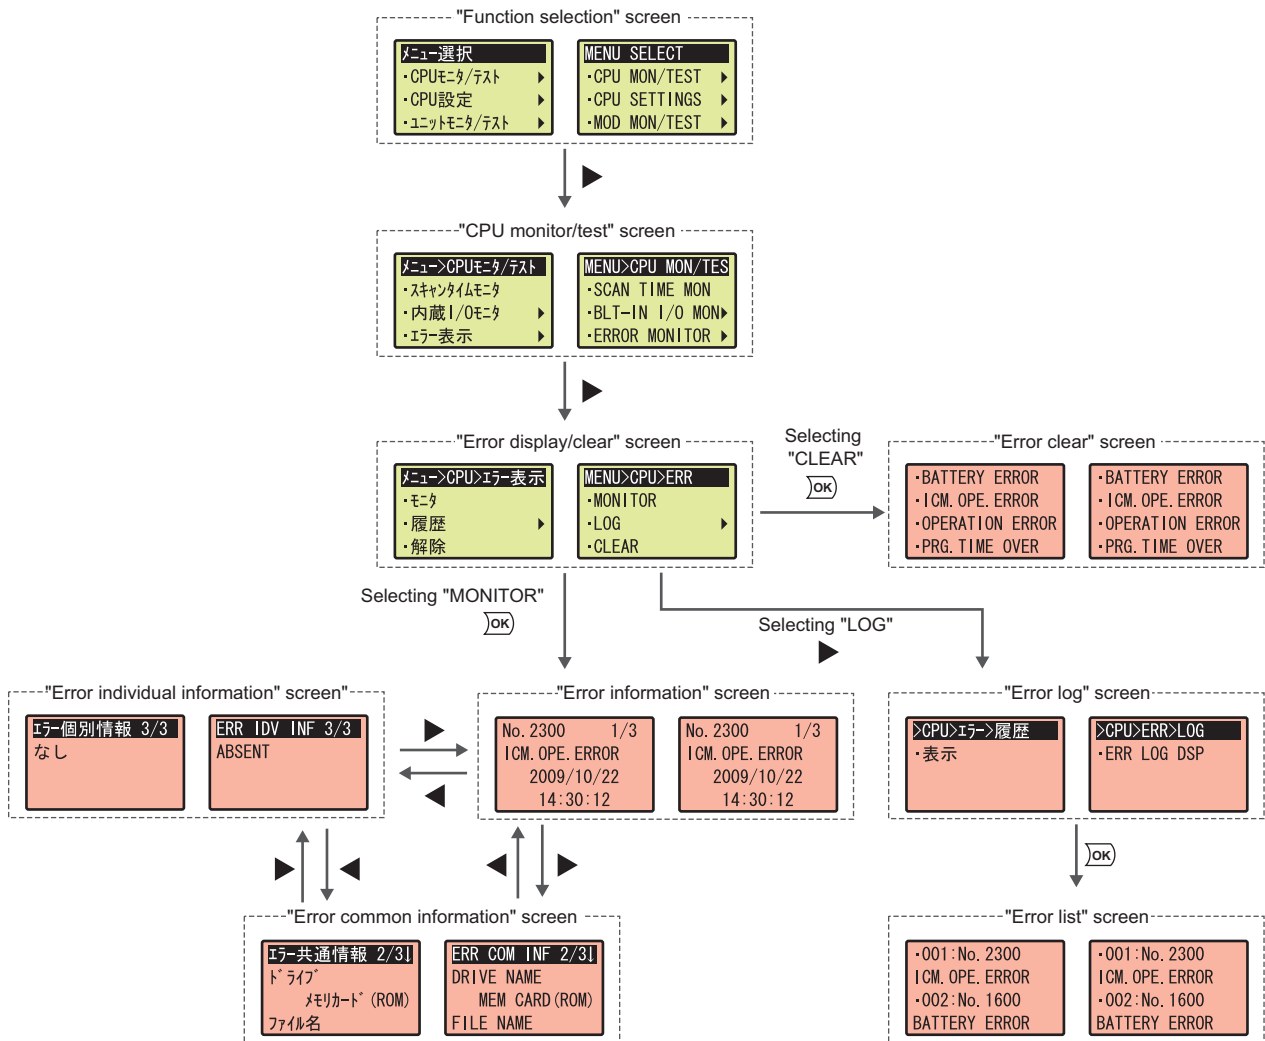 "Function selection" screen
メニュー選択
・CPUモニタ/テスト
・CPU設定
・ユニットモニタ/テスト
MENU SELECT
・CPU MON/TEST
・CPU SETTINGS
・MOD MON/TEST
"CPU monitor/test" screen
メニュー>CPUモニタ/テスト
・スキャンタイムモニタ
・内蔵I/Oモニタ
・エラー表示
MENU>CPU MON/TES
・SCAN TIME MON
・BLT-IN I/O MON
・ERROR MONITOR
"Error display/clear" screen
メニュー>CPU>エラー表示
・モニタ
・履歴
・解除
MENU>CPU>ERR
・MONITOR
・LOG
・CLEAR
Selecting
"CLEAR"
OK
"Error clear" screen
・BATTERY ERROR
・ICM.OPE.ERROR
・OPERATION ERROR
・PRG.TIME OVER
・BATTERY ERROR
・ICM.OPE.ERROR
・OPERATION ERROR
・PRG.TIME OVER
Selecting "MONITOR"
OK
Selecting "LOG"
"Error individual information" screen"
エラー個別情報 3/3
なし
ERR IDV INF 3/3
ABSENT
"Error information" screen
No.2300 1/3
ICM.OPE.ERROR
2009/10/22
14:30:12
No.2300 1/3
ICM.OPE.ERROR
2009/10/22
14:30:12
"Error log" screen
>CPU>エラー>履歴
・表示
>CPU>ERR>LOG
・ERR LOG DSP
OK
"Error common information" screen
エラー共通情報 2/3↓
ドライブ
メモリカード(ROM)
ファイル名
ERR COM INF 2/3↓
DRIVE NAME
MEM CARD(ROM)
FILE NAME
"Error list" screen
・001:No.2300
ICM.OPE.ERROR
・002:No.1600
BATTERY ERROR
・001:No.2300
ICM.OPE.ERROR
・002:No.1600
BATTERY ERROR